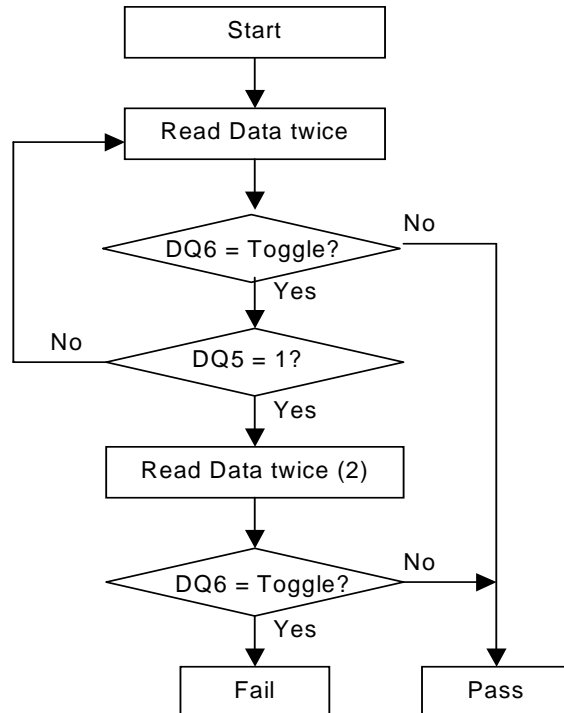 Start
Read Data twice
No
DQ6 = Toggle?
Yes
No
DQ5 = 1?
Yes
Read Data twice (2)
No
DQ6 = Toggle?
Yes
Fail
Pass